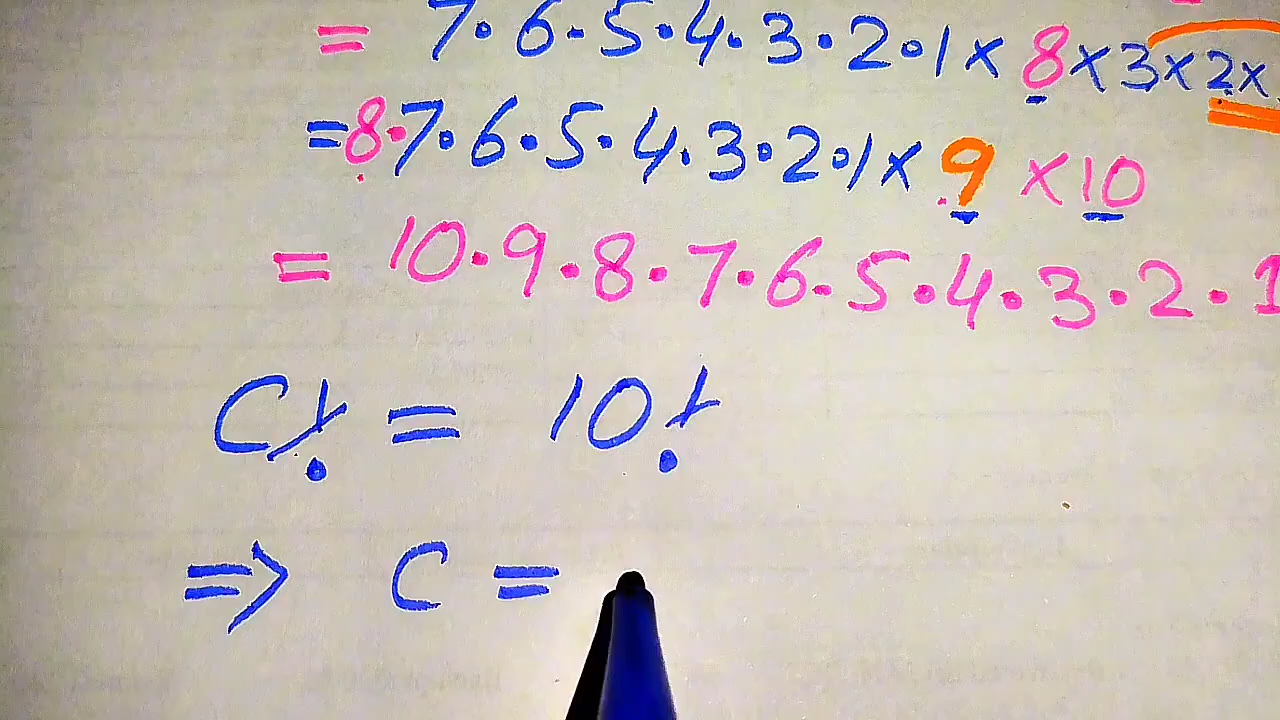 = 7·6·5·4·3·2·1×8×3×2×
=8·7·6·5·4·3·2·1×9×10
= 10·9·8·7·6·5·4·3·2·1
C! = 10!
⇒ C =